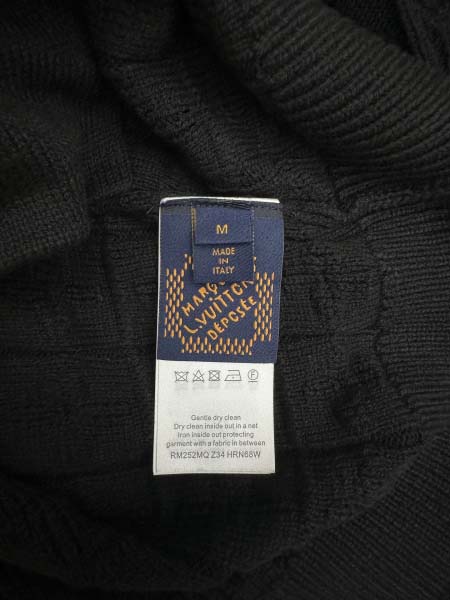 M
MADE
IN
ITALY
MARQUE
L.VUITTON
DÉPOSÉE
Gentle dry clean
Dry clean inside out in a net
Iron inside out protecting
garment with a fabric in between
RM252MQ Z34 HRN68W